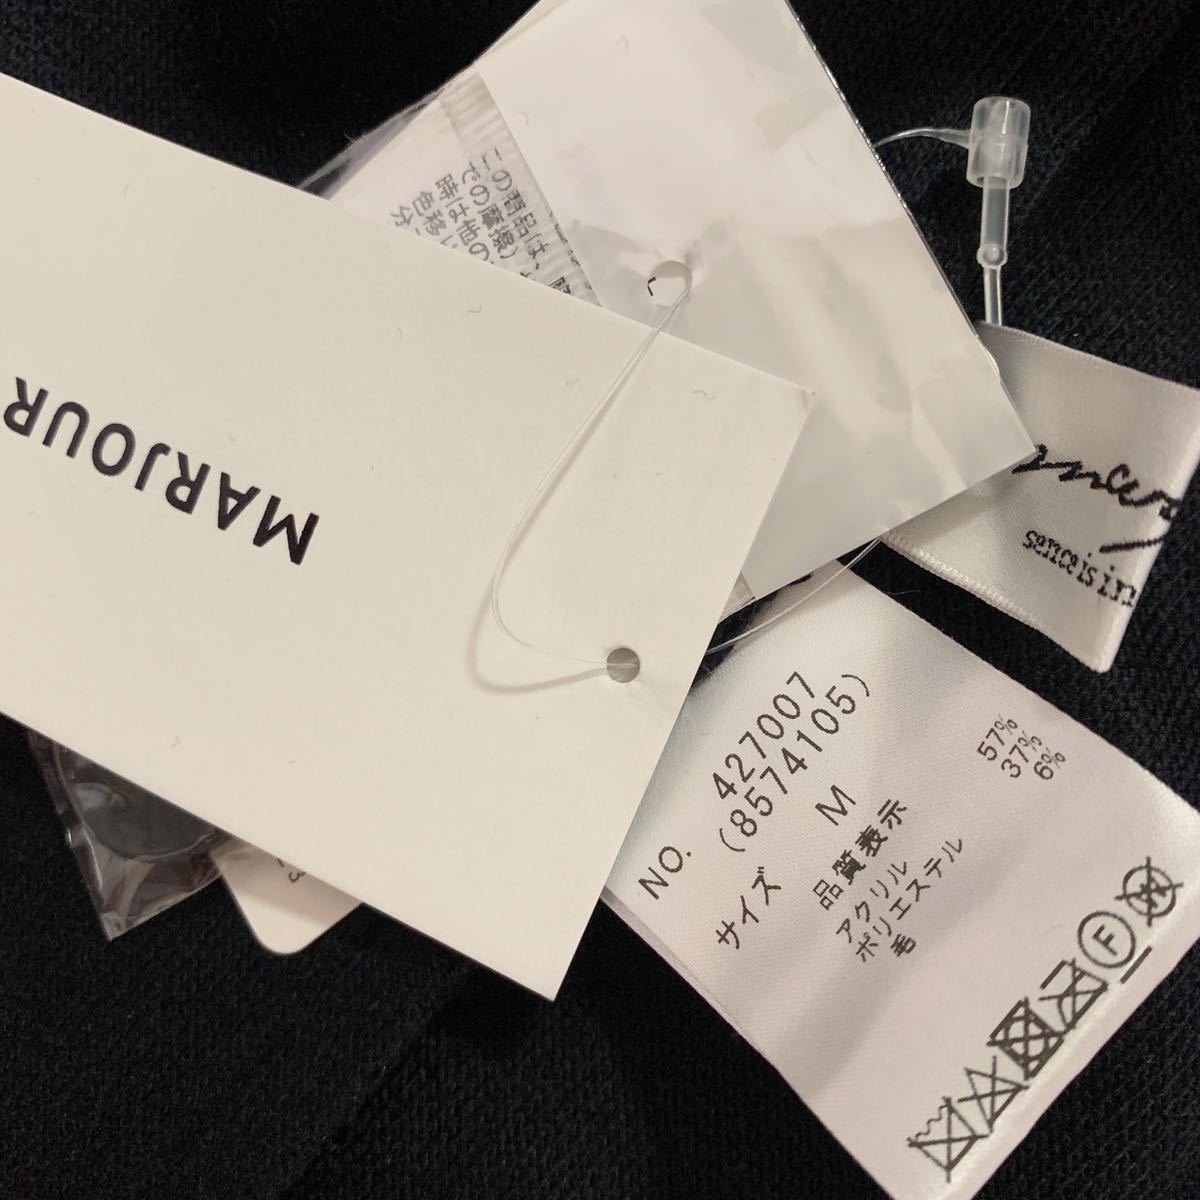 MARJOUR
この商品は、
での摩擦)
時は他の
色分
移
NO. 427007
(8574105)
サイズ M
品質表示
アクリル 57%
ポリエステル 37%
毛 6%
F
W